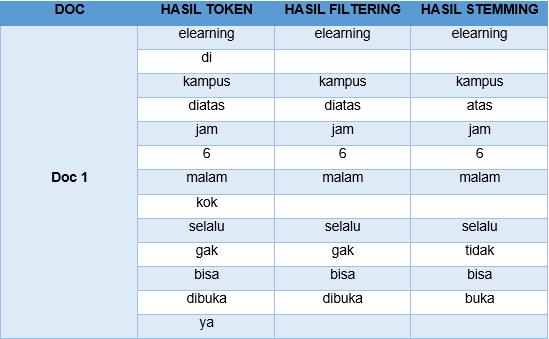 DOC HASIL TOKEN HASIL FILTERING HASIL STEMMING
elearning elearning elearning
di
kampus kampus kampus
diatas diatas atas
jam jam jam
6 6 6
Doc 1 malam malam malam
kok
selalu selalu selalu
gak gak tidak
bisa bisa bisa
dibuka dibuka buka
ya